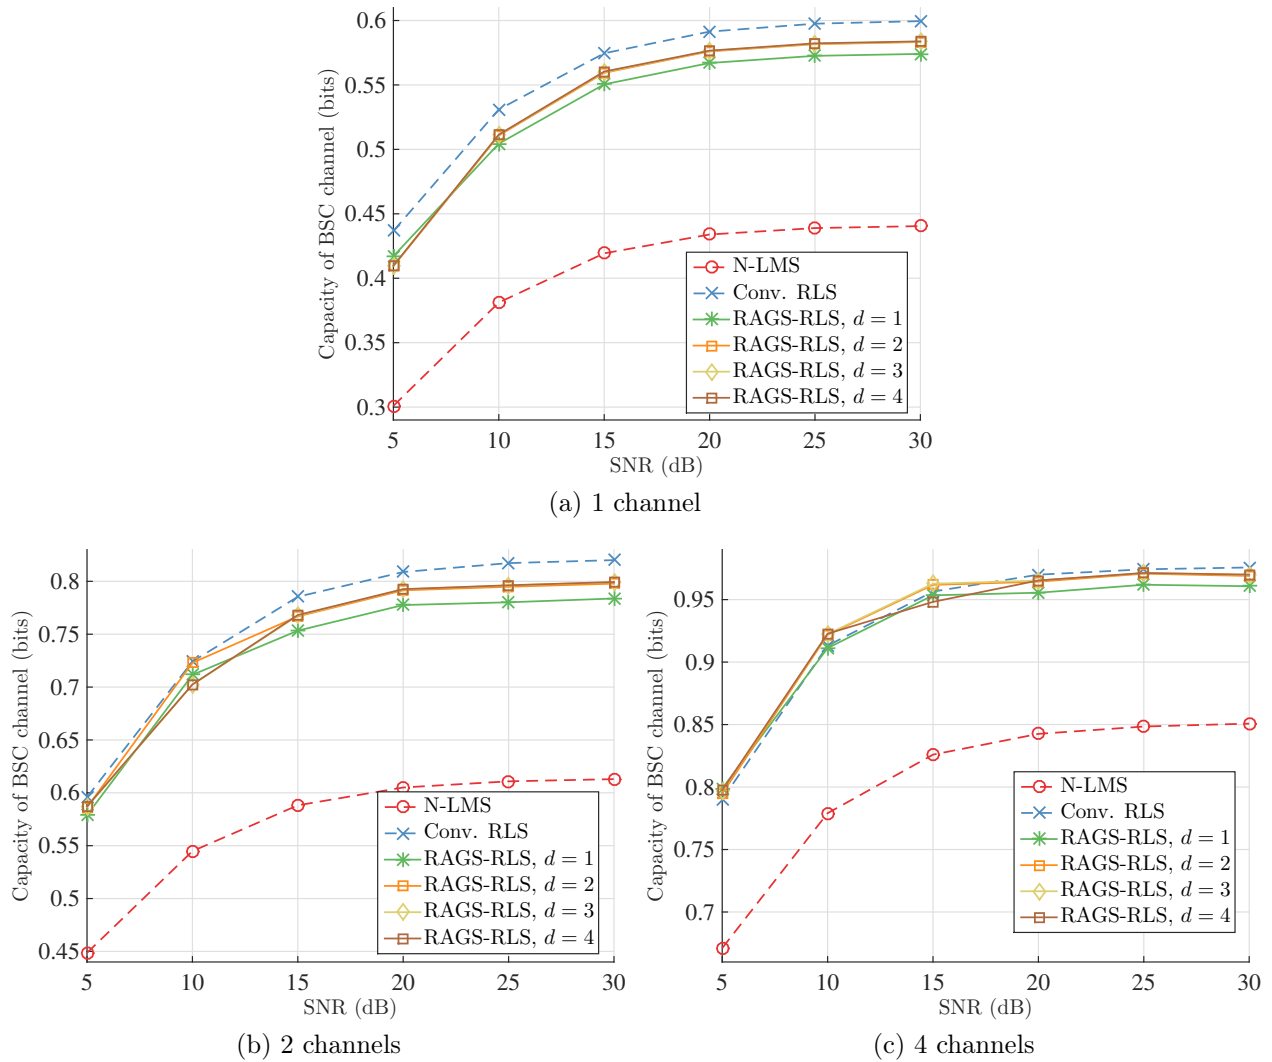 0.6
0.55
0.5
0.45
0.4
0.35
0.3
Capacity of BSC channel (bits)
5 10 15 20 25 30
SNR (dB)
N-LMS
Conv. RLS
RAGS-RLS, d = 1
RAGS-RLS, d = 2
RAGS-RLS, d = 3
RAGS-RLS, d = 4
(a) 1 channel
0.8
0.75
0.7
0.65
0.6
0.55
0.5
0.45
Capacity of BSC channel (bits)
5 10 15 20 25 30
SNR (dB)
N-LMS
Conv. RLS
RAGS-RLS, d = 1
RAGS-RLS, d = 2
RAGS-RLS, d = 3
RAGS-RLS, d = 4
(b) 2 channels
0.95
0.9
0.85
0.8
0.75
0.7
Capacity of BSC channel (bits)
5 10 15 20 25 30
SNR (dB)
N-LMS
Conv. RLS
RAGS-RLS, d = 1
RAGS-RLS, d = 2
RAGS-RLS, d = 3
RAGS-RLS, d = 4
(c) 4 channels